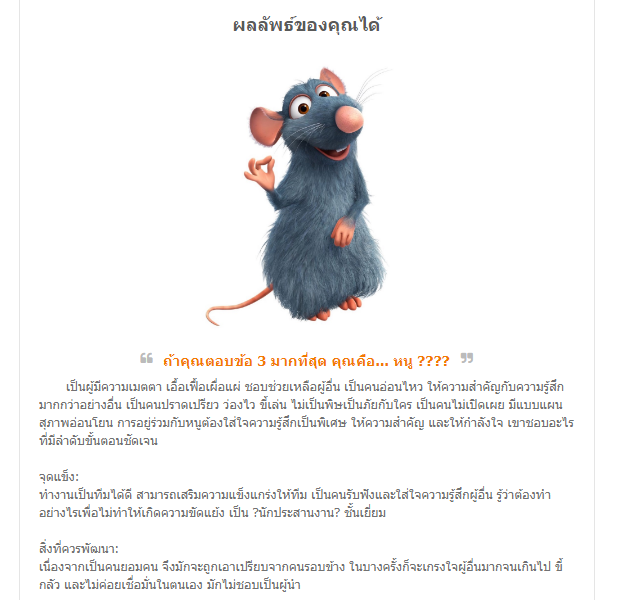 ผลลัพธ์ของคุณได้
❝ ถ้าคุณตอบข้อ 3 มากที่สุด คุณคือ... หนู ???? ❞
เป็นผู้มีความเมตตา เอื้อเฟื้อเผื่อแผ่ ชอบช่วยเหลือผู้อื่น เป็นคนอ่อนไหว ให้ความสำคัญกับความรู้สึก
มากกว่าอย่างอื่น เป็นคนปราดเปรียว ว่องไว ขี้เล่น ไม่เป็นพิษเป็นภัยกับใคร เป็นคนไม่เปิดเผย มีแบบแผน
สุภาพอ่อนโยน การอยู่ร่วมกับหนูต้องใส่ใจความรู้สึกเป็นพิเศษ ให้ความสำคัญ และให้กำลังใจ เขาชอบอะไร
ที่มีลำดับขั้นตอนชัดเจน
จุดแข็ง:
ทำงานเป็นทีมได้ดี สามารถเสริมความแข็งแกร่งให้ทีม เป็นคนรับฟังและใส่ใจความรู้สึกผู้อื่น รู้ว่าต้องทำ
อย่างไรเพื่อไม่ทำให้เกิดความขัดแย้ง เป็น ?นักประสานงาน? ชั้นเยี่ยม
สิ่งที่ควรพัฒนา:
เนื่องจากเป็นคนยอมคน จึงมักจะถูกเอาเปรียบจากคนรอบข้าง ในบางครั้งก็จะเกรงใจผู้อื่นมากจนเกินไป ขี้
กลัว และไม่ค่อยเชื่อมั่นในตนเอง มักไม่ชอบเป็นผู้นำ